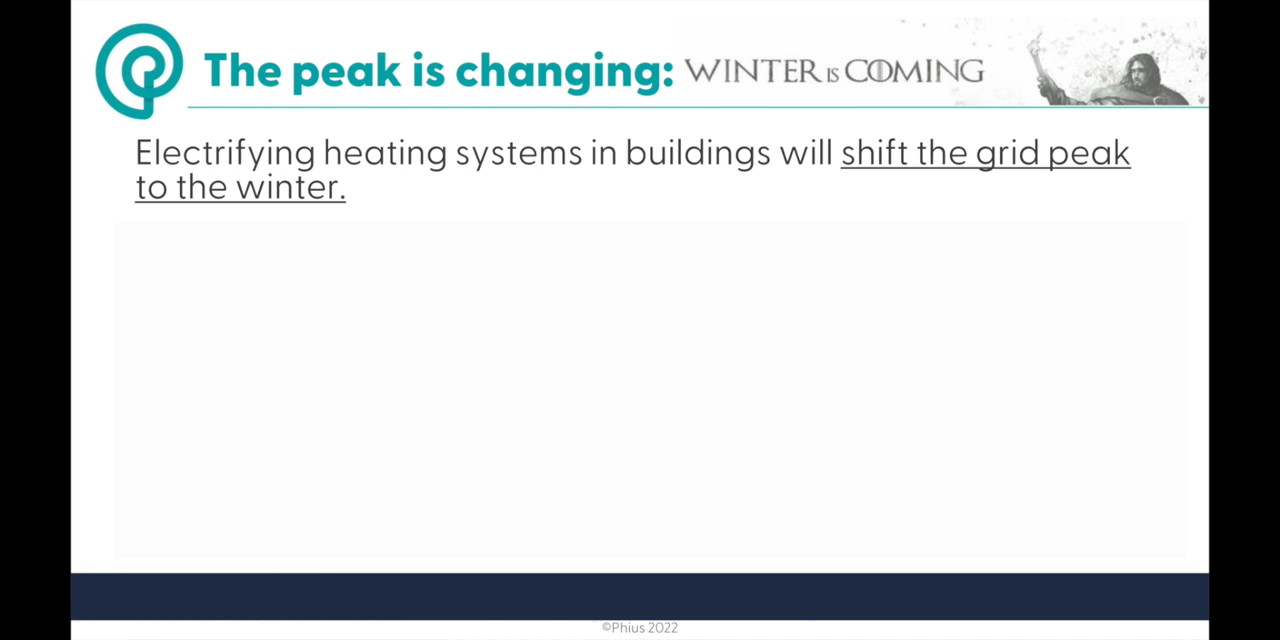 The peak is changing: WINTER IS COMING
Electrifying heating systems in buildings will shift the grid peak
to the winter.
©Phius 2022